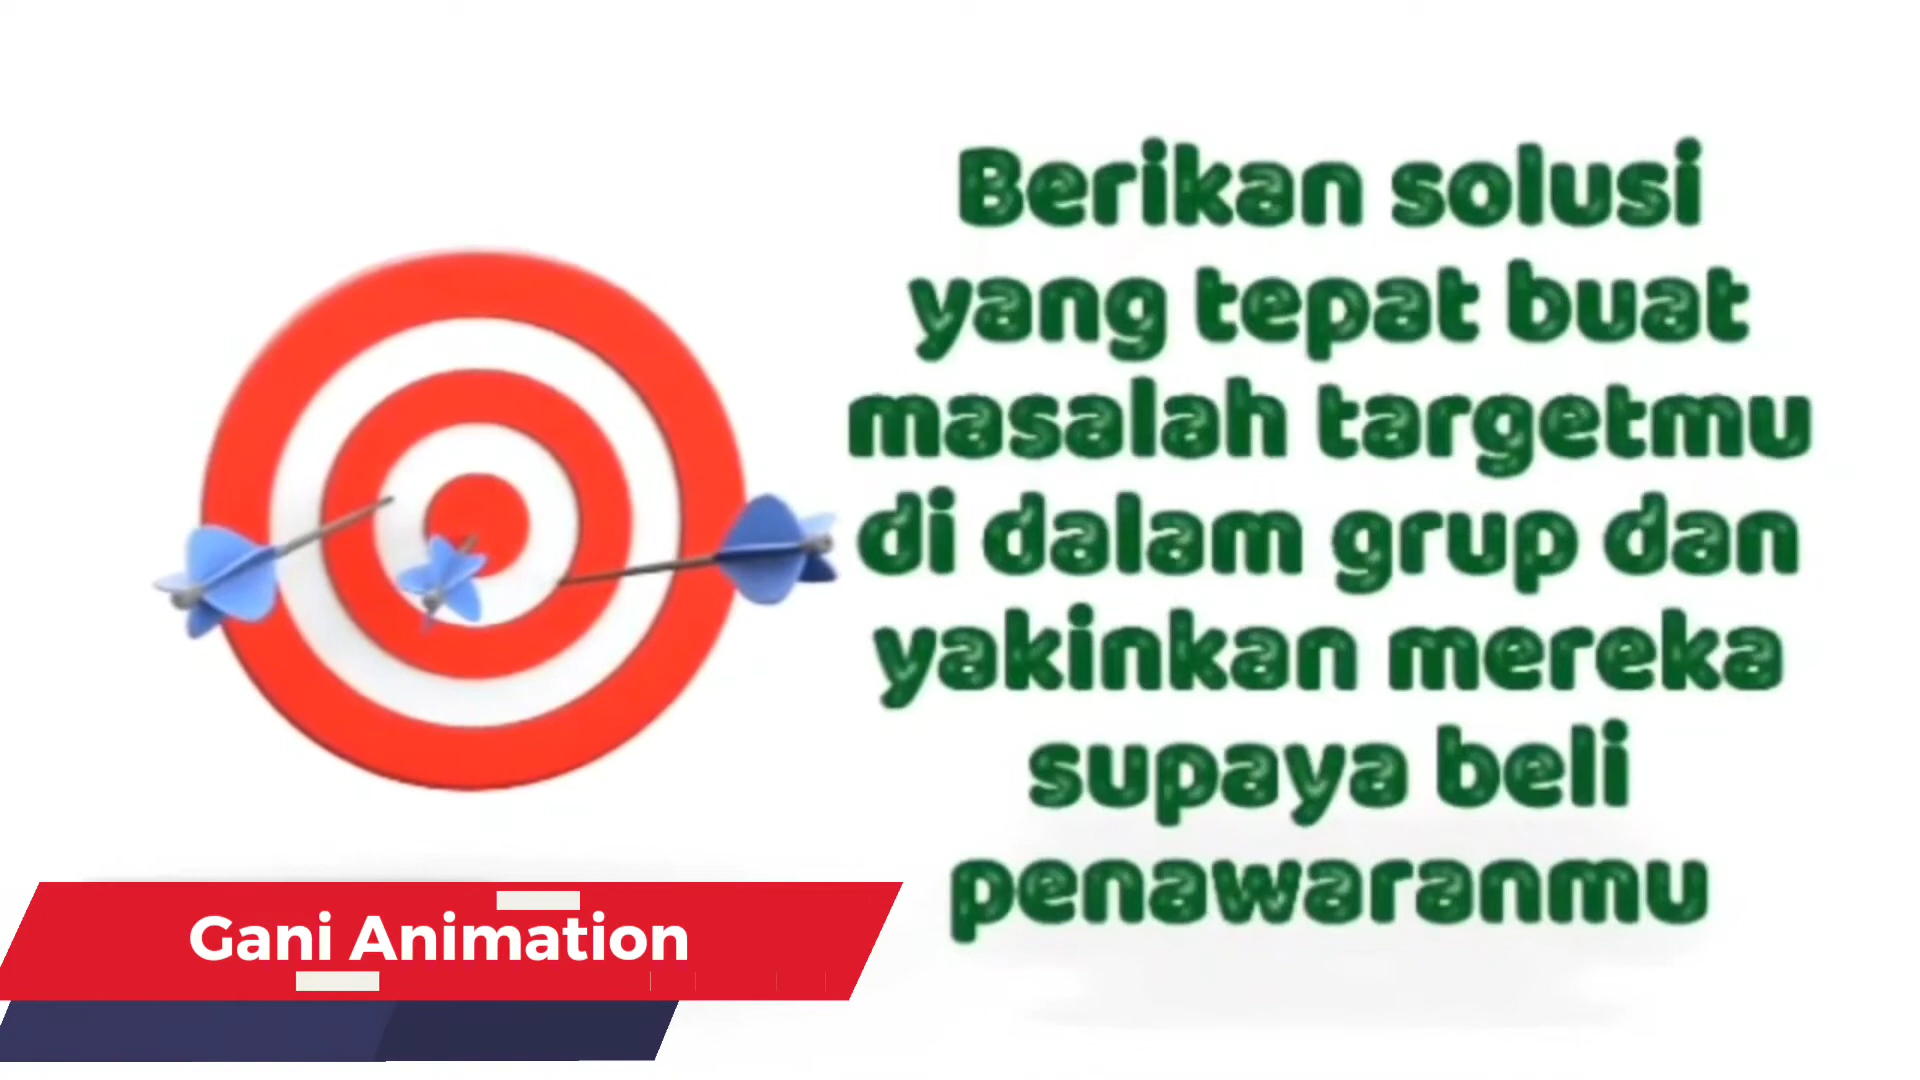 Berikan solusi
yang tepat buat
masalah targetmu
di dalam grup dan
yakinkan mereka
supaya beli
penawaranmu
Gani Animation